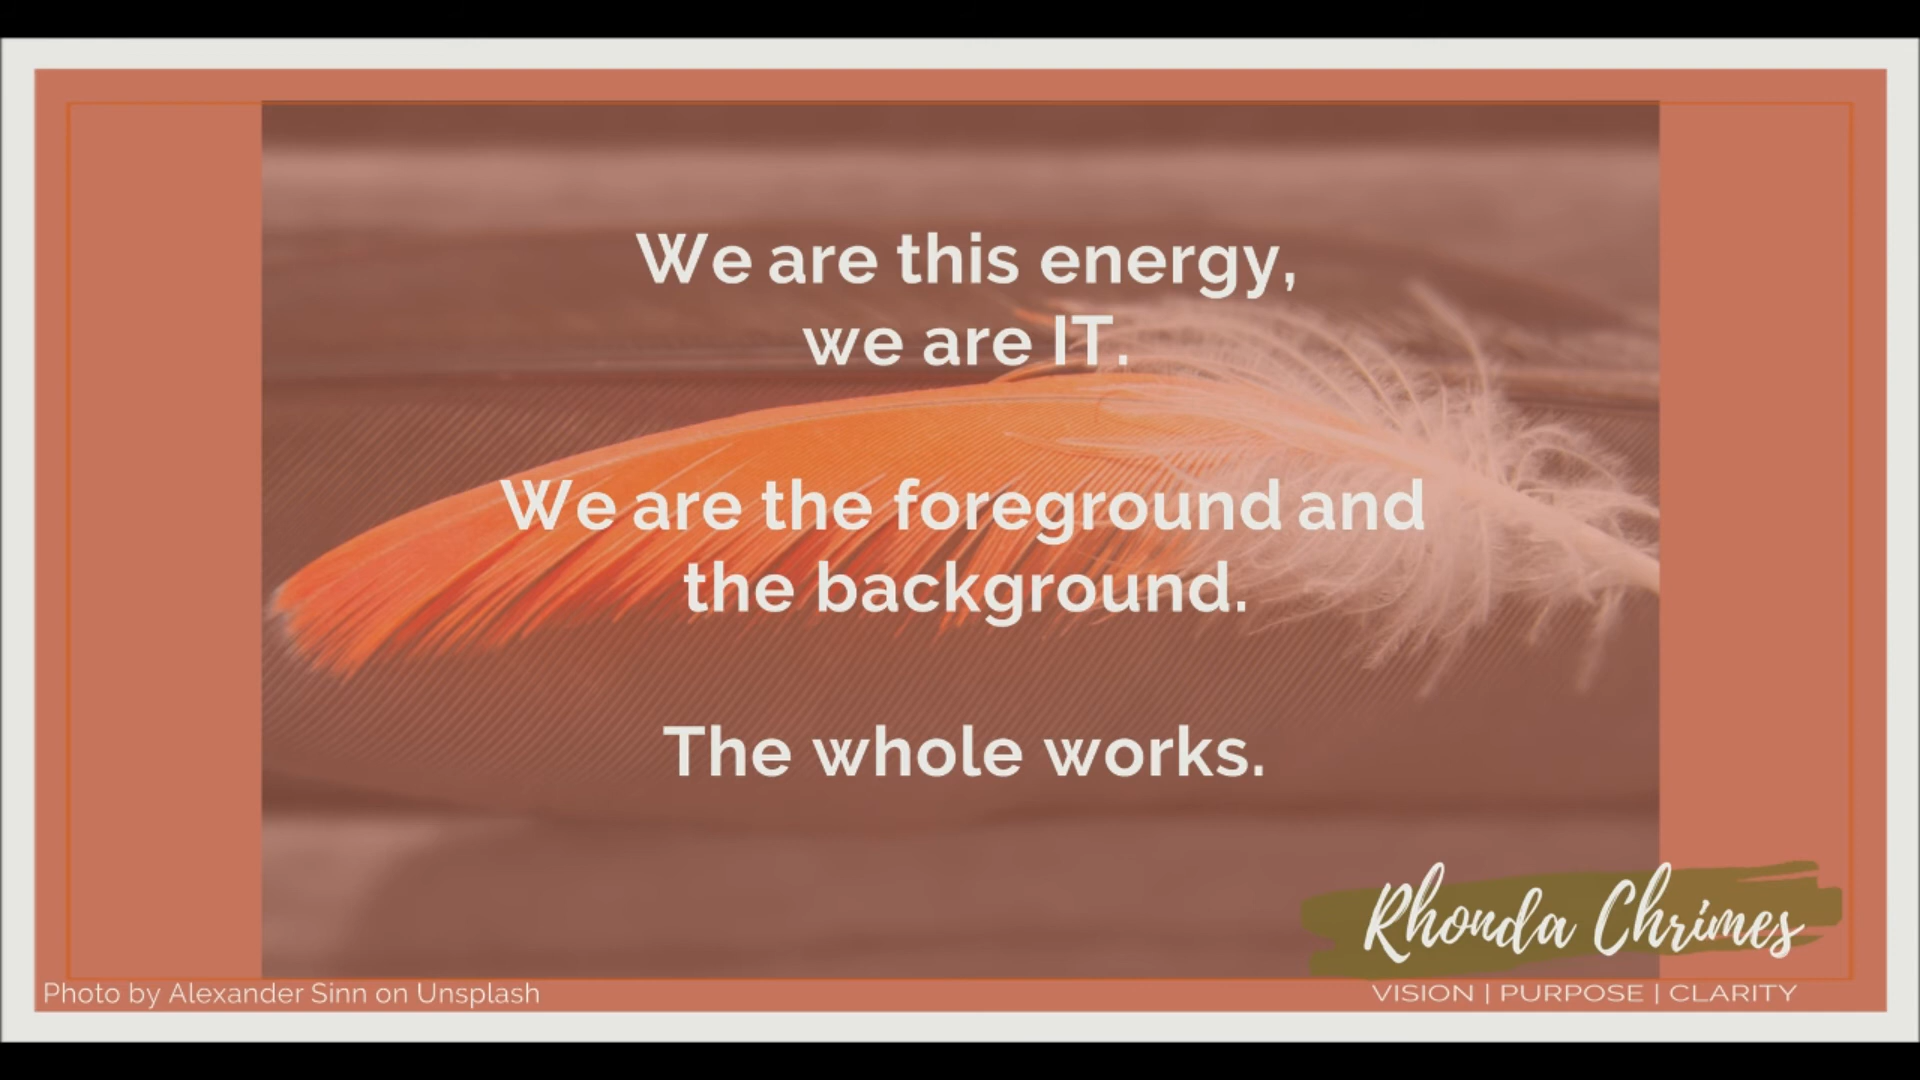 We are this energy,
we are IT.
We are the foreground and
the background.
The whole works.
Rhonda Chrimes
Photo by Alexander Sinn on Unsplash
VISION | PURPOSE | CLARITY